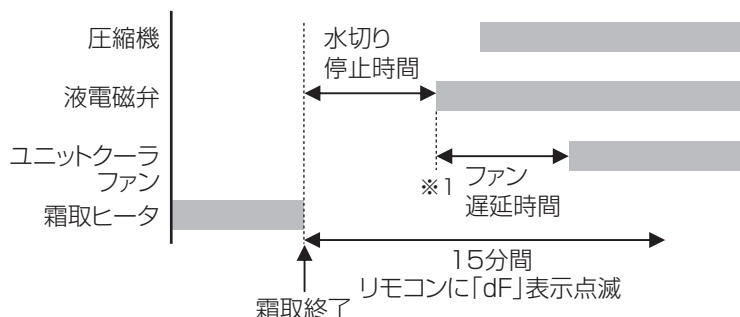 圧縮機
水切り
停止時間
液電磁弁
ユニットクーラ
ファン
※1 ファン
遅延時間
霜取ヒータ
15分間
リモコンに「dF」表示点滅
霜取終了